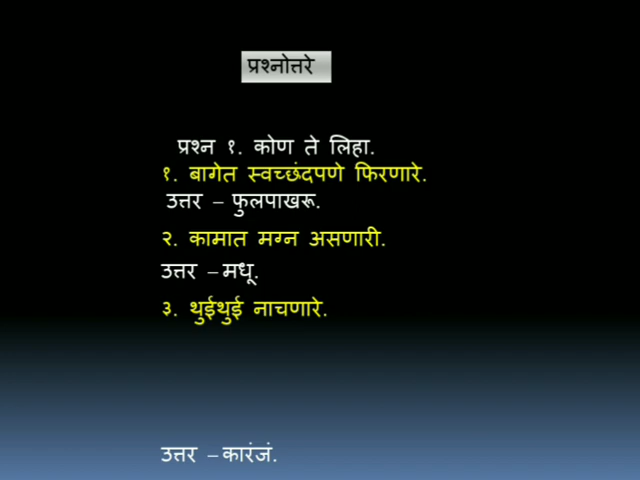 प्रश्नोत्तरे
प्रश्न १. कोण ते लिहा.
१. बागेत स्वच्छंदपणे फिरणारे.
उत्तर – फुलपाखरू.
२. कामात मग्न असणारी.
उत्तर – मधू.
३. थुईथुई नाचणारे.
उत्तर – कारंजं.